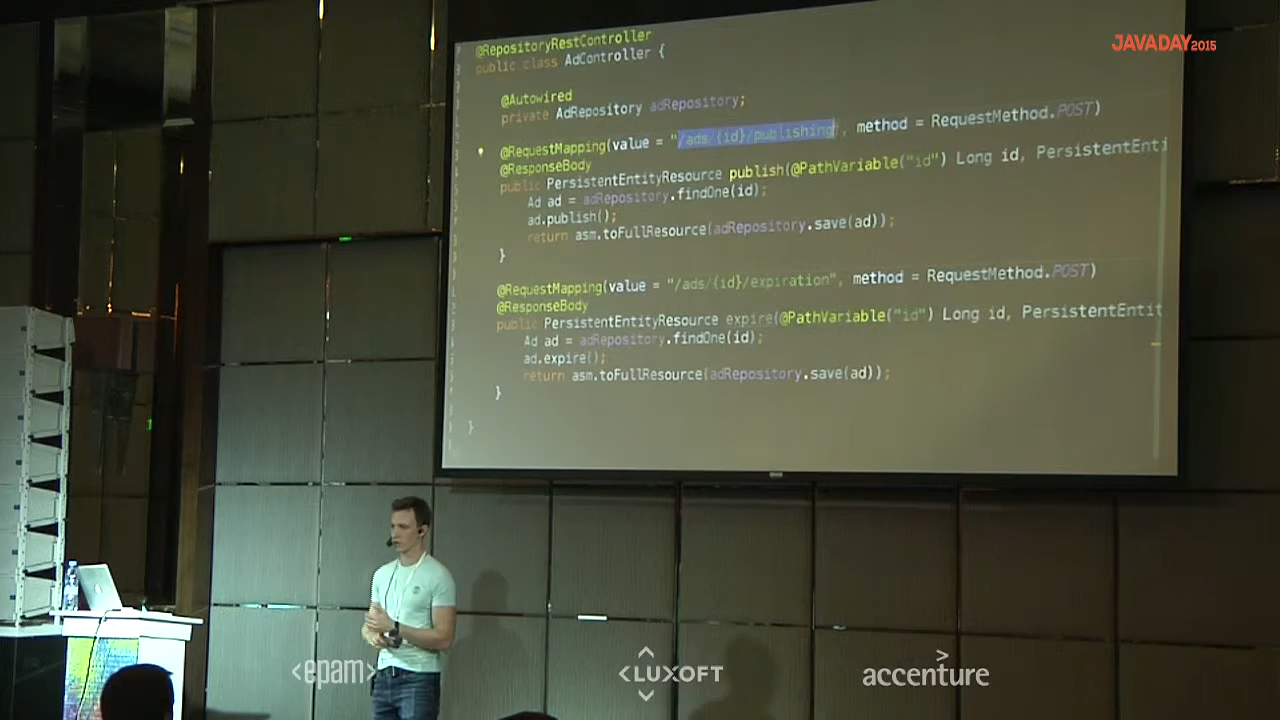 JAVADAY2015
@RepositoryRestController
public class AdController {
@Autowired
private AdRepository adRepository;
@RequestMapping(value = "/ads/{id}/publishing", method = RequestMethod.POST)
@ResponseBody
public PersistentEntityResource publish(@PathVariable("id") Long id, PersistentEnti
Ad ad = adRepository.findOne(id);
ad.publish();
return asm.toFullResource(adRepository.save(ad));
}
@RequestMapping(value = "/ads/{id}/expiration", method = RequestMethod.POST)
@ResponseBody
public PersistentEntityResource expire(@PathVariable("id") Long id, PersistentEntit
Ad ad = adRepository.findOne(id);
ad.expire();
return asm.toFullResource(adRepository.save(ad));
}
}
<epam>
LUXOFT
accenture